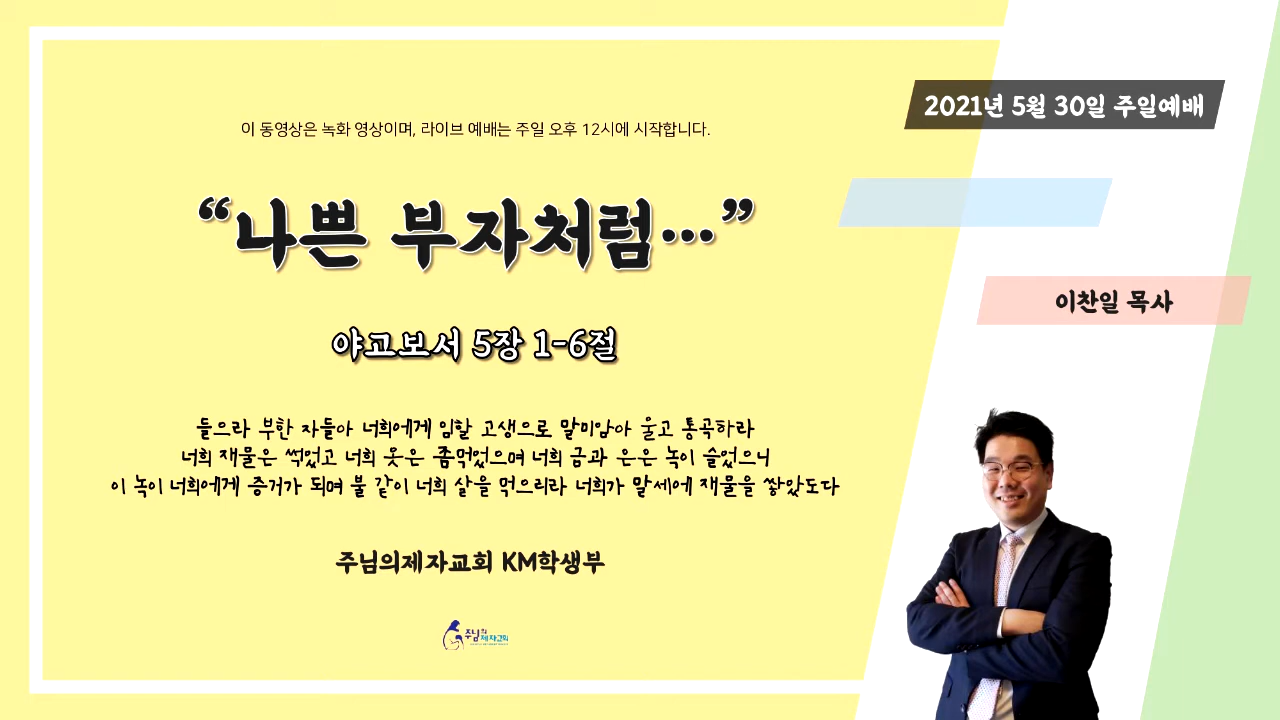 이 동영상은 녹화 영상이며, 라이브 예배는 주일 오후 12시에 시작합니다.
“나쁜 부자처럼…”
야고보서 5장 1-6절
들으라 부한 자들아 너희에게 임할 고생으로 말미암아 울고 통곡하라
너희 재물은 썩었고 너희 옷은 좀먹었으며 너희 금과 은은 녹이 슬었으니
이 녹이 너희에게 증거가 되며 불 같이 너희 살을 먹으리라 너희가 말세에 재물을 쌓았도다
주님의제자교회 KM학생부
주님의제자교회
2021년 5월 30일 주일예배
이찬일 목사